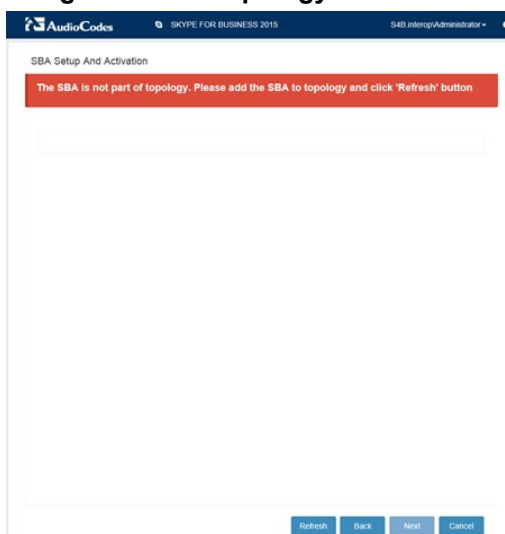 AudioCodes SKYPE FOR BUSINESS 2015 S4B.interop\Administrator
SBA Setup And Activation
The SBA is not part of topology. Please add the SBA to topology and click 'Refresh' button
Refresh Back Next Cancel